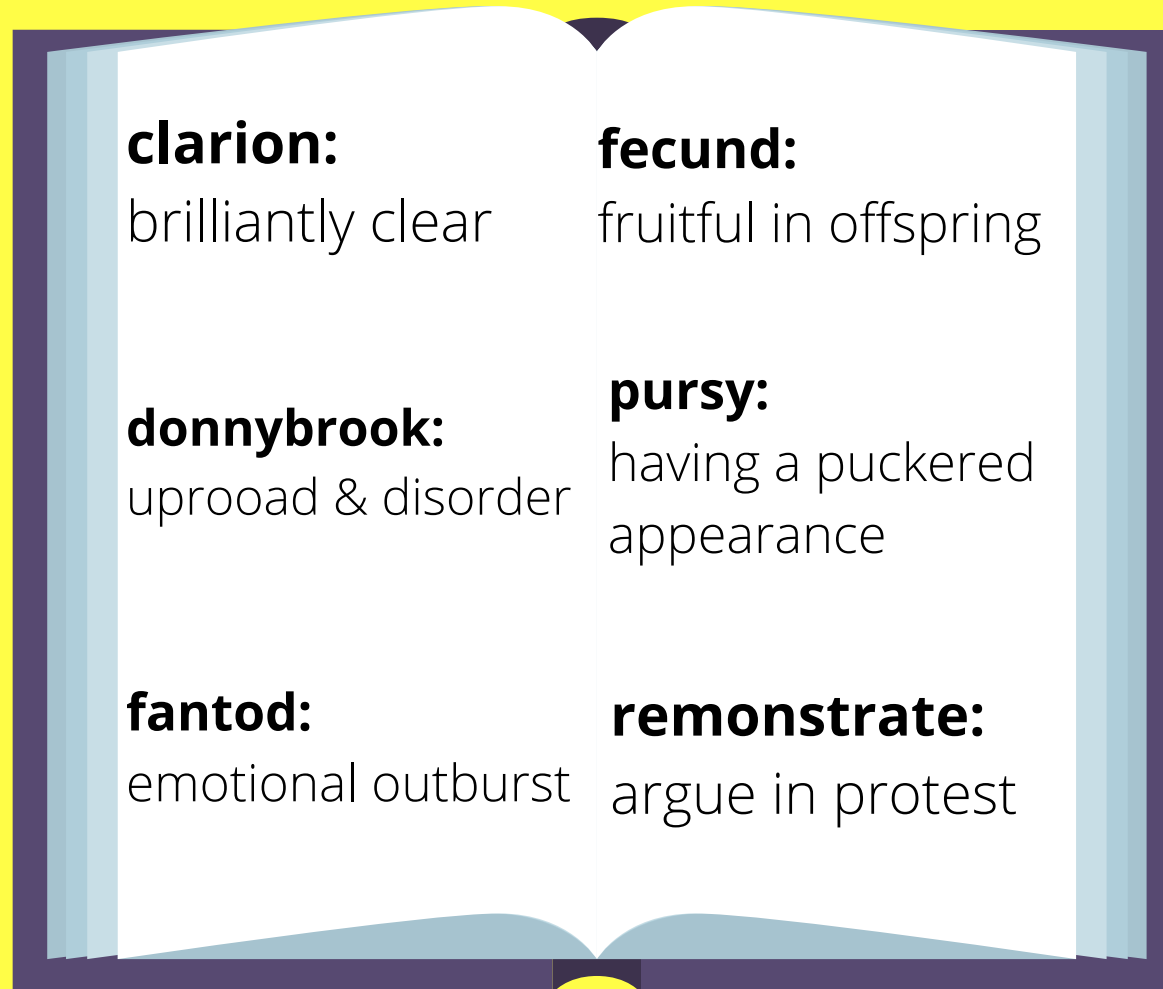 clarion:
brilliantly clear
donnybrook:
uprooad & disorder
fantod:
emotional outburst
fecund:
fruitful in offspring
pursy:
having a puckered
appearance
remonstrate:
argue in protest